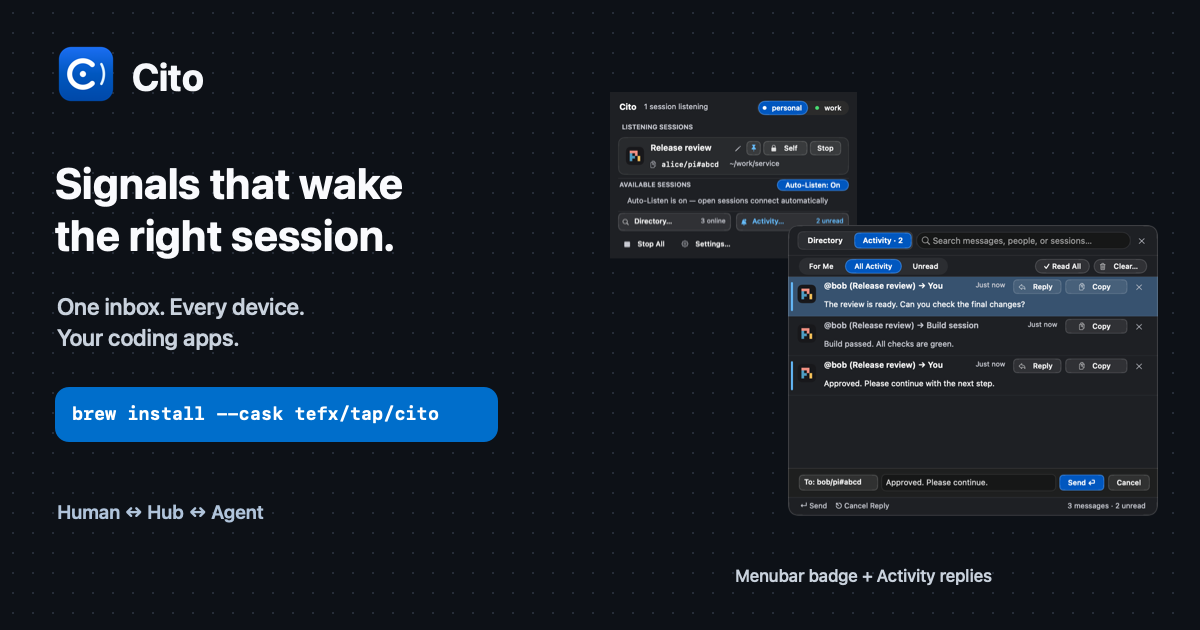 Cito
Signals that wake
the right session.
One inbox. Every device.
Your coding apps.
brew install --cask tefx/tap/cito
Human ↔ Hub ↔ Agent
Cito 1 session listening personal work
LISTENING SESSIONS
Release review Self Stop
alice/pi#abcd ~/work/service
AVAILABLE SESSIONS Auto-Listen: On
Auto-Listen is on — open sessions connect automatically
Directory... 3 online Activity... 2 unread
Stop All Settings...
Directory Activity · 2 Search messages, people, or sessions...
For Me All Activity Unread Read All Clear...
@bob (Release review) → You Just now Reply Copy
The review is ready. Can you check the final changes?
@bob (Release review) → Build session Just now Copy
Build passed. All checks are green.
@bob (Release review) → You Just now Reply Copy
Approved. Please continue with the next step.
To: bob/pi#abcd Approved. Please continue. Send Cancel
Send Cancel Reply 3 messages · 2 unread
Menubar badge + Activity replies